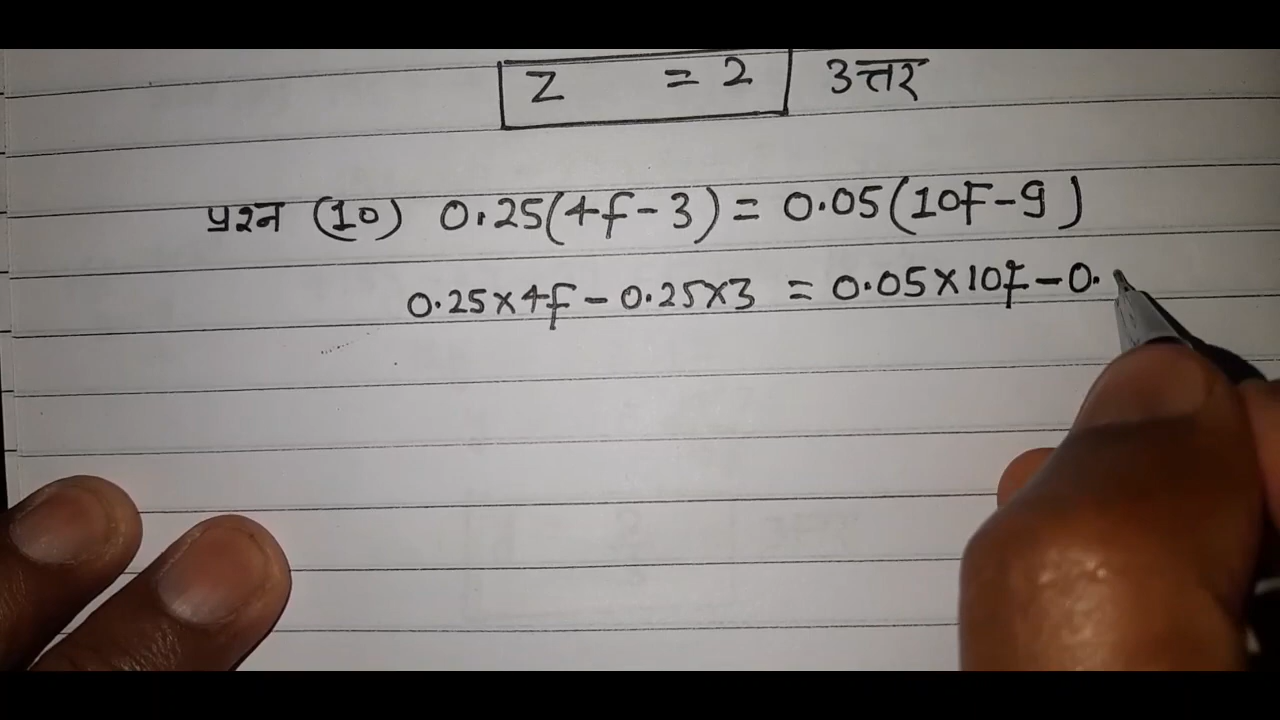 z = 2 उत्तर
प्रश्न (10) 0.25(4f-3) = 0.05(10f-9)
0.25×4f - 0.25×3 = 0.05×10f-0.